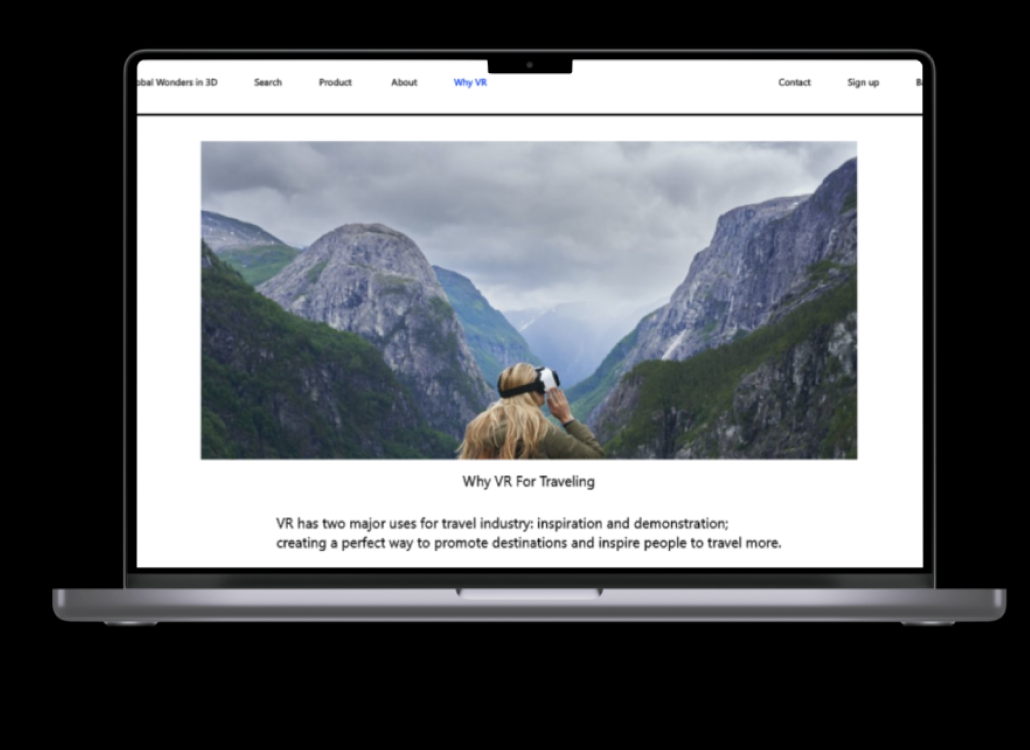 obal Wonders in 3D Search Product About Why VR Contact Sign up
Why VR For Traveling
VR has two major uses for travel industry: inspiration and demonstration;
creating a perfect way to promote destinations and inspire people to travel more.